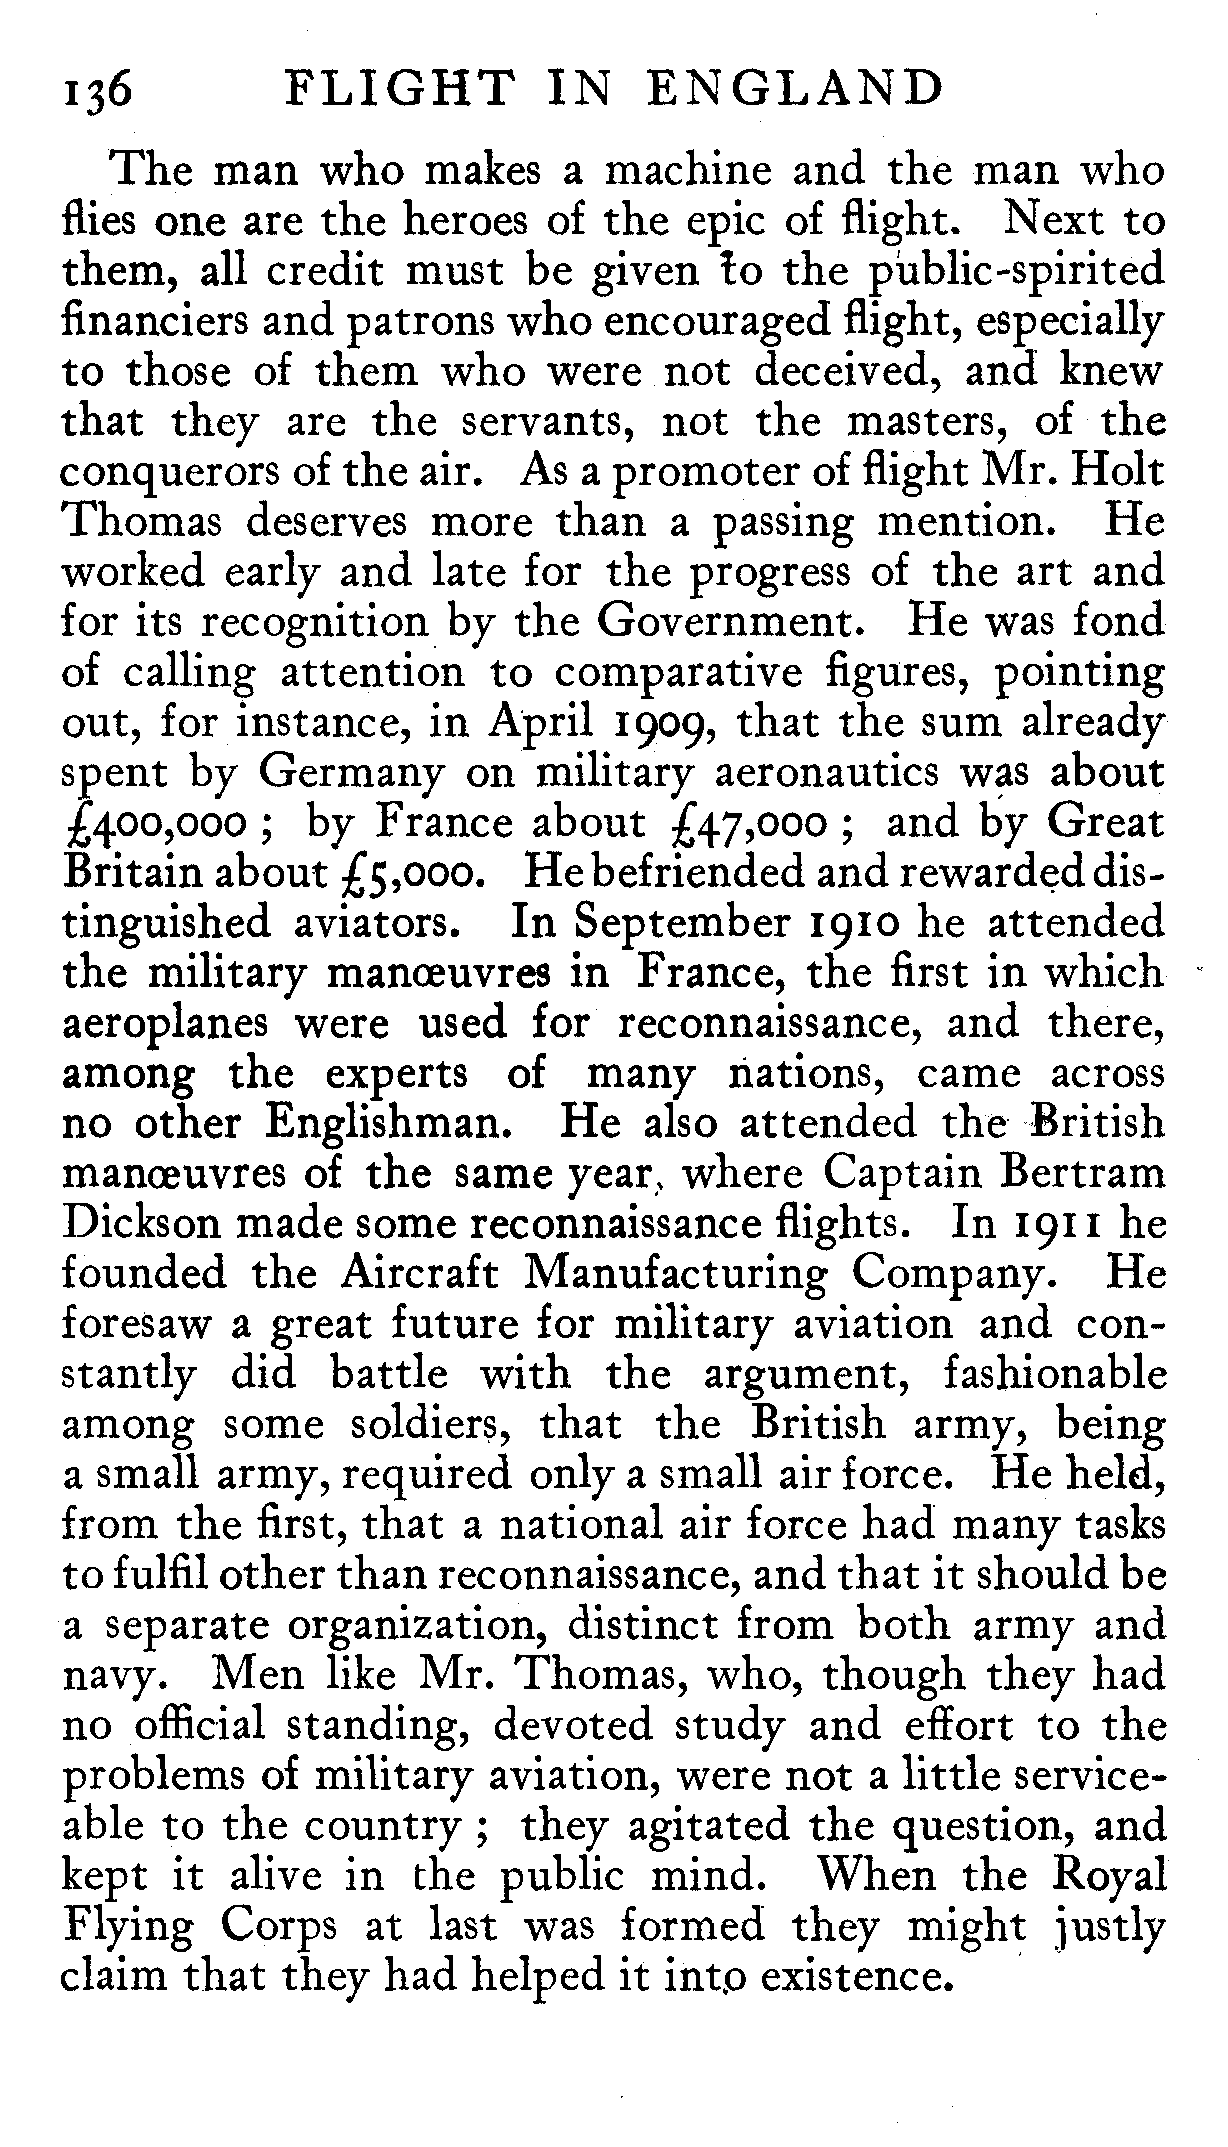 136 FLIGHT IN ENGLAND
The man who makes a machine and the man who
flies one are the heroes of the epic of flight. Next to
them, all credit must be given to the public-spirited
financiers and patrons who encouraged flight, especially
to those of them who were not deceived, and knew
that they are the servants, not the masters, of the
conquerors of the air. As a promoter of flight Mr. Holt
Thomas deserves more than a passing mention. He
worked early and late for the progress of the art and
for its recognition by the Government. He was fond
of calling attention to comparative figures, pointing
out, for instance, in April 1909, that the sum already
spent by Germany on military aeronautics was about
£400,000 ; by France about £47,000 ; and by Great
Britain about £5,000. He befriended and rewarded dis-
tinguished aviators. In September 1910 he attended
the military manœuvres in France, the first in which
aeroplanes were used for reconnaissance, and there,
among the experts of many nations, came across
no other Englishman. He also attended the British
manœuvres of the same year, where Captain Bertram
Dickson made some reconnaissance flights. In 1911 he
founded the Aircraft Manufacturing Company. He
foresaw a great future for military aviation and con-
stantly did battle with the argument, fashionable
among some soldiers, that the British army, being
a small army, required only a small air force. He held,
from the first, that a national air force had many tasks
to fulfil other than reconnaissance, and that it should be
a separate organization, distinct from both army and
navy. Men like Mr. Thomas, who, though they had
no official standing, devoted study and effort to the
problems of military aviation, were not a little service-
able to the country ; they agitated the question, and
kept it alive in the public mind. When the Royal
Flying Corps at last was formed they might justly
claim that they had helped it into existence.